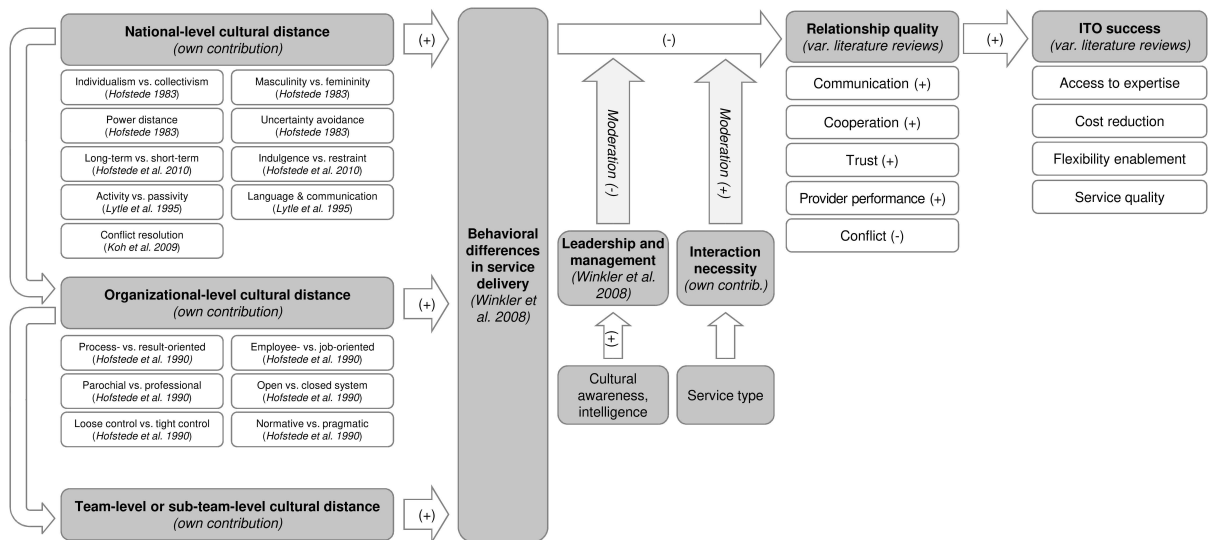 National-level cultural distance
(own contribution)
(+)
Individualism vs. collectivism
(Hofstede 1983)
Masculinity vs. femininity
(Hofstede 1983)
Power distance
(Hofstede 1983)
Uncertainty avoidance
(Hofstede 1983)
Long-term vs. short-term
(Hofstede et al. 2010)
Indulgence vs. restraint
(Hofstede et al. 2010)
Activity vs. passivity
(Lytle et al. 1995)
Language & communication
(Lytle et al. 1995)
Conflict resolution
(Koh et al. 2009)
Organizational-level cultural distance
(own contribution)
(+)
Process- vs. result-oriented
(Hofstede et al. 1990)
Employee- vs. job-oriented
(Hofstede et al. 1990)
Parochial vs. professional
(Hofstede et al. 1990)
Open vs. closed system
(Hofstede et al. 1990)
Loose control vs. tight control
(Hofstede et al. 1990)
Normative vs. pragmatic
(Hofstede et al. 1990)
Team-level or sub-team-level cultural distance
(own contribution)
(+)
Behavioral
differences
in service
delivery
(Winkler et
al. 2008)
(-)
Moderation (-)
Moderation (+)
Leadership and
management
(Winkler et al.
2008)
Interaction
necessity
(own contrib.)
(+)
Cultural
awareness,
intelligence
Service type
Relationship quality
(var. literature reviews)
Communication (+)
Cooperation (+)
Trust (+)
Provider performance (+)
Conflict (-)
(+)
ITO success
(var. literature reviews)
Access to expertise
Cost reduction
Flexibility enablement
Service quality